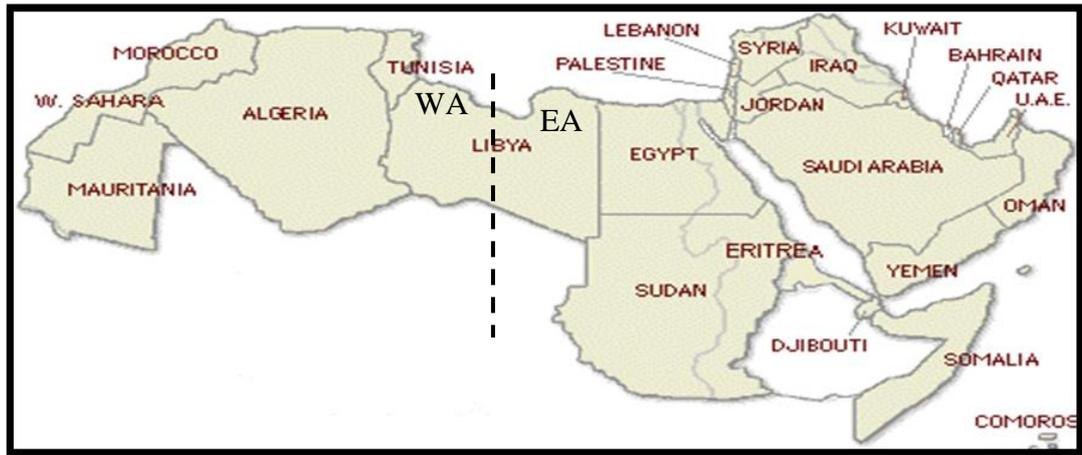 MOROCCO
W. SAHARA
MAURITANIA
ALGERIA
TUNISIA
WA
EA
LIBYA
LEBANON
PALESTINE
SYRIA
IRAQ
JORDAN
KUWAIT
BAHRAIN
QATAR
U.A.E.
EGYPT
SAUDI ARABIA
OMAN
ERITREA
YEMEN
SUDAN
DJIBOUTI
SOMALIA
COMOROS